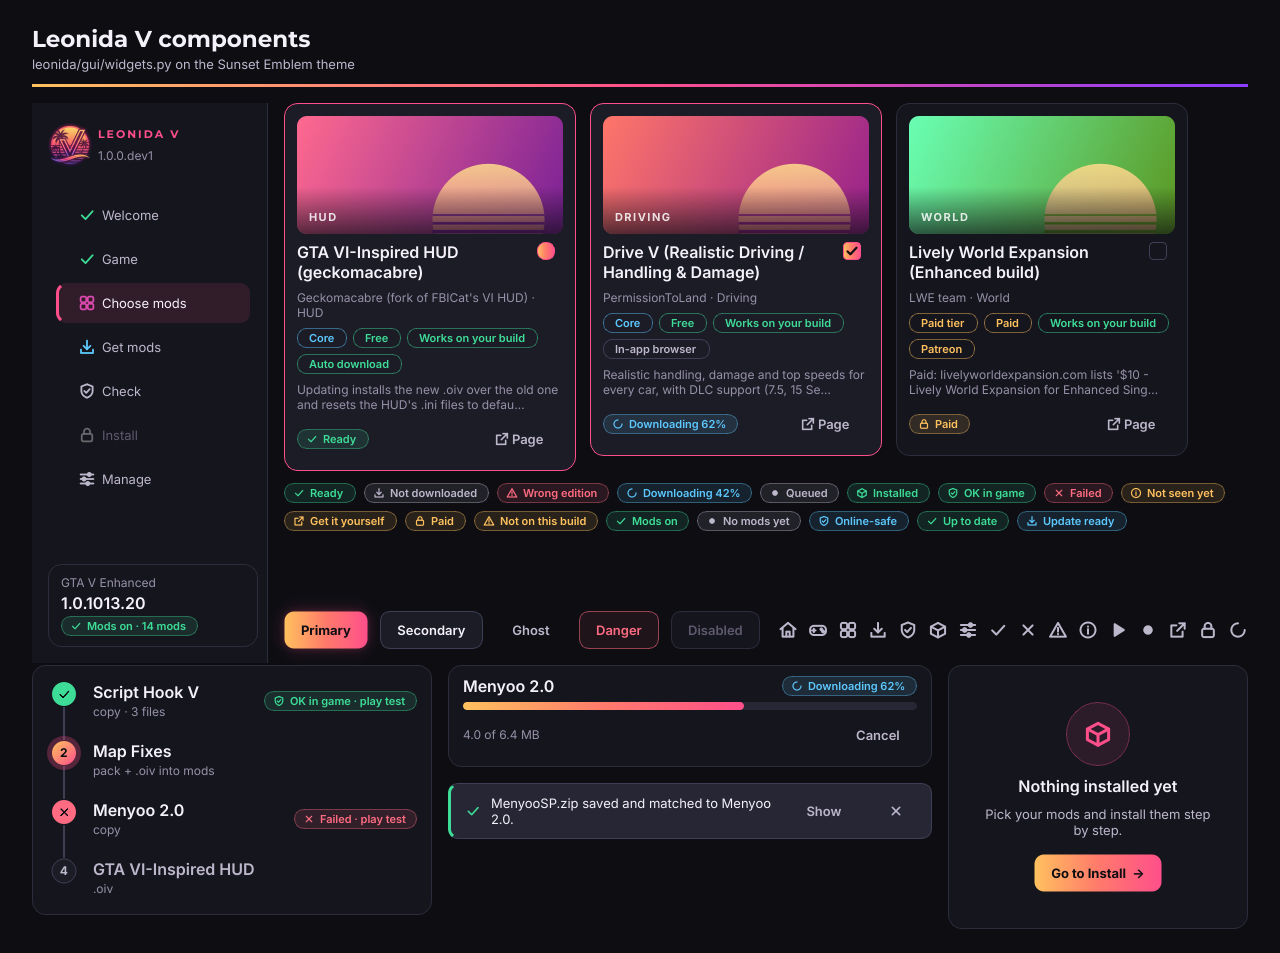 Leonida V components
leonida/gui/widgets.py on the Sunset Emblem theme
LEONIDA V
1.0.0.dev1
Welcome
Game
Choose mods
Get mods
Check
Install
Manage
GTA V Enhanced
1.0.1013.20
Mods on · 14 mods
HUD
GTA VI-Inspired HUD
(geckomacabre)
Geckomacabre (fork of FBICat's VI HUD) ·
HUD
Core Free Works on your build
Auto download
Updating installs the new .oiv over the old one
and resets the HUD's .ini files to defau...
Ready Page
DRIVING
Drive V (Realistic Driving /
Handling & Damage)
PermissionToLand · Driving
Core Free Works on your build
In-app browser
Realistic handling, damage and top speeds for
every car, with DLC support (7.5, 15 Se...
Downloading 62% Page
WORLD
Lively World Expansion
(Enhanced build)
LWE team · World
Paid tier Paid Works on your build
Patreon
Paid: livelyworldexpansion.com lists '$10 -
Lively World Expansion for Enhanced Sing...
Paid Page
Ready Not downloaded Wrong edition Downloading 42% Queued Installed OK in game Failed Not seen yet
Get it yourself Paid Not on this build Mods on No mods yet Online-safe Up to date Update ready
Primary Secondary Ghost Danger Disabled
Script Hook V
copy · 3 files
OK in game · play test
2
Map Fixes
pack + .oiv into mods
Menyoo 2.0
copy
Failed · play test
4
GTA VI-Inspired HUD
.oiv
Menyoo 2.0 Downloading 62%
4.0 of 6.4 MB Cancel
MenyooSP.zip saved and matched to Menyoo
2.0.
Show
Nothing installed yet
Pick your mods and install them step
by step.
Go to Install →